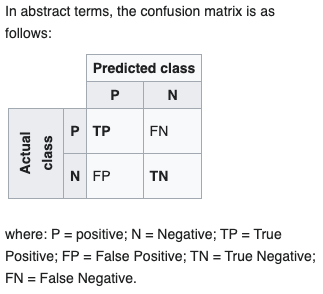 In abstract terms, the confusion matrix is as
follows:
Predicted class
P N
Actual
class
P TP FN
N FP TN
where: P = positive; N = Negative; TP = True
Positive; FP = False Positive; TN = True Negative;
FN = False Negative.